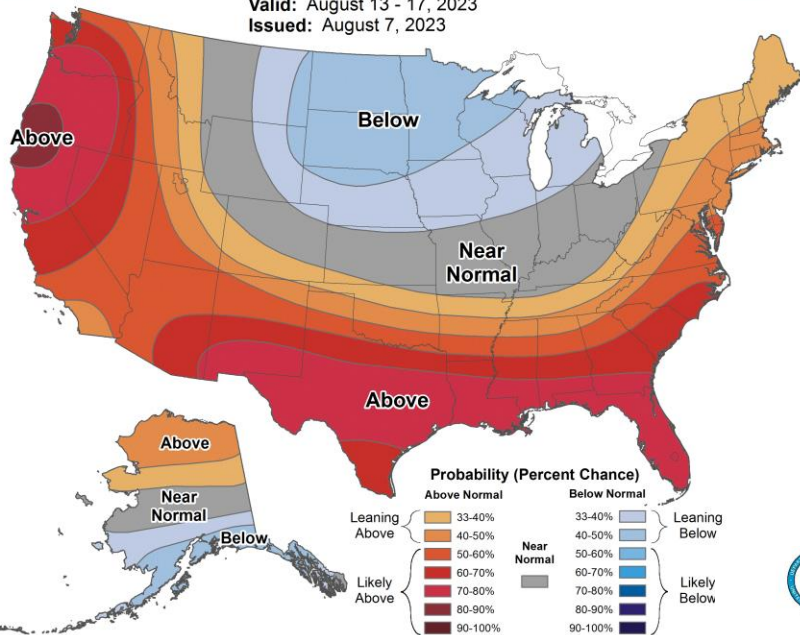 Valid: August 13 - 17, 2023
Issued: August 7, 2023
Above
Below
Near
Normal
Above
Above
Near
Normal
Below
Probability (Percent Chance)
Above Normal
Below Normal
Leaning
Above
33-40%
40-50%
50-60%
60-70%
70-80%
80-90%
90-100%
Likely
Above
Near
Normal
33-40%
40-50%
50-60%
60-70%
70-80%
80-90%
90-100%
Leaning
Below
Likely
Below